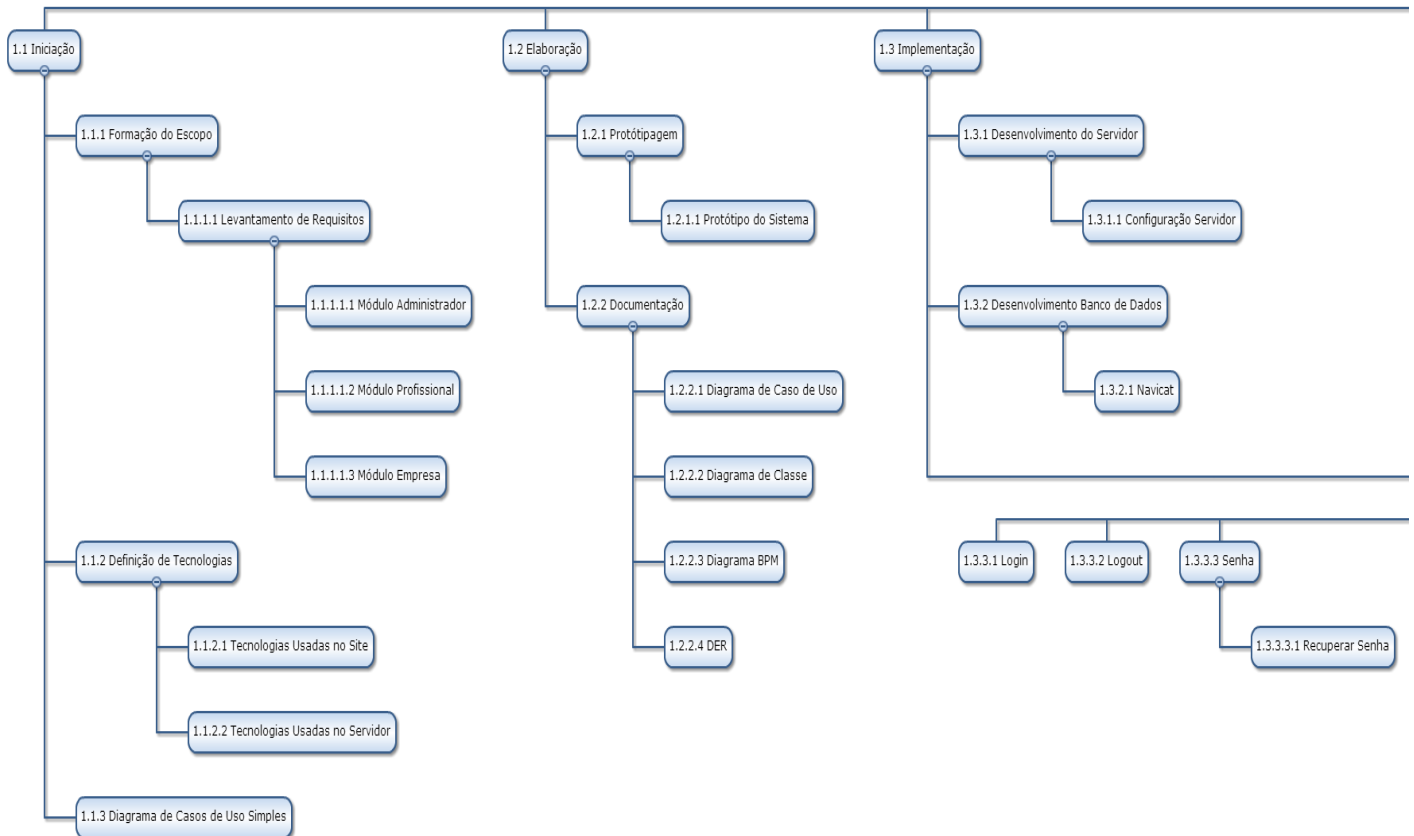 1.1 Iniciação
1.1.1 Formação do Escopo
1.1.1.1 Levantamento de Requisitos
1.1.1.1.1 Módulo Administrador
1.1.1.1.2 Módulo Profissional
1.1.1.1.3 Módulo Empresa
1.1.2 Definição de Tecnologias
1.1.2.1 Tecnologias Usadas no Site
1.1.2.2 Tecnologias Usadas no Servidor
1.1.3 Diagrama de Casos de Uso Simples
1.2 Elaboração
1.2.1 Protótipagem
1.2.1.1 Protótipo do Sistema
1.2.2 Documentação
1.2.2.1 Diagrama de Caso de Uso
1.2.2.2 Diagrama de Classe
1.2.2.3 Diagrama BPM
1.2.2.4 DER
1.3 Implementação
1.3.1 Desenvolvimento do Servidor
1.3.1.1 Configuração Servidor
1.3.2 Desenvolvimento Banco de Dados
1.3.2.1 Navicat
1.3.3.1 Login
1.3.3.2 Logout
1.3.3.3 Senha
1.3.3.3.1 Recuperar Senha